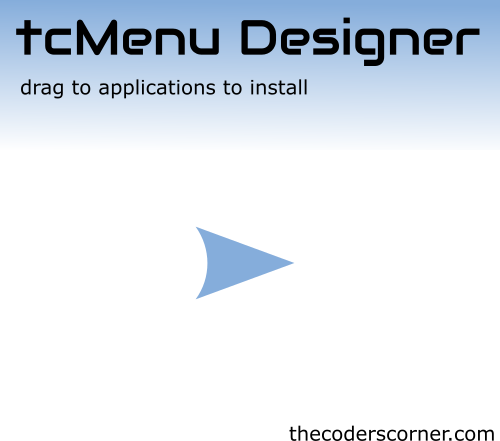 tcMenu Designer
drag to applications to install
thecoderscorner.com